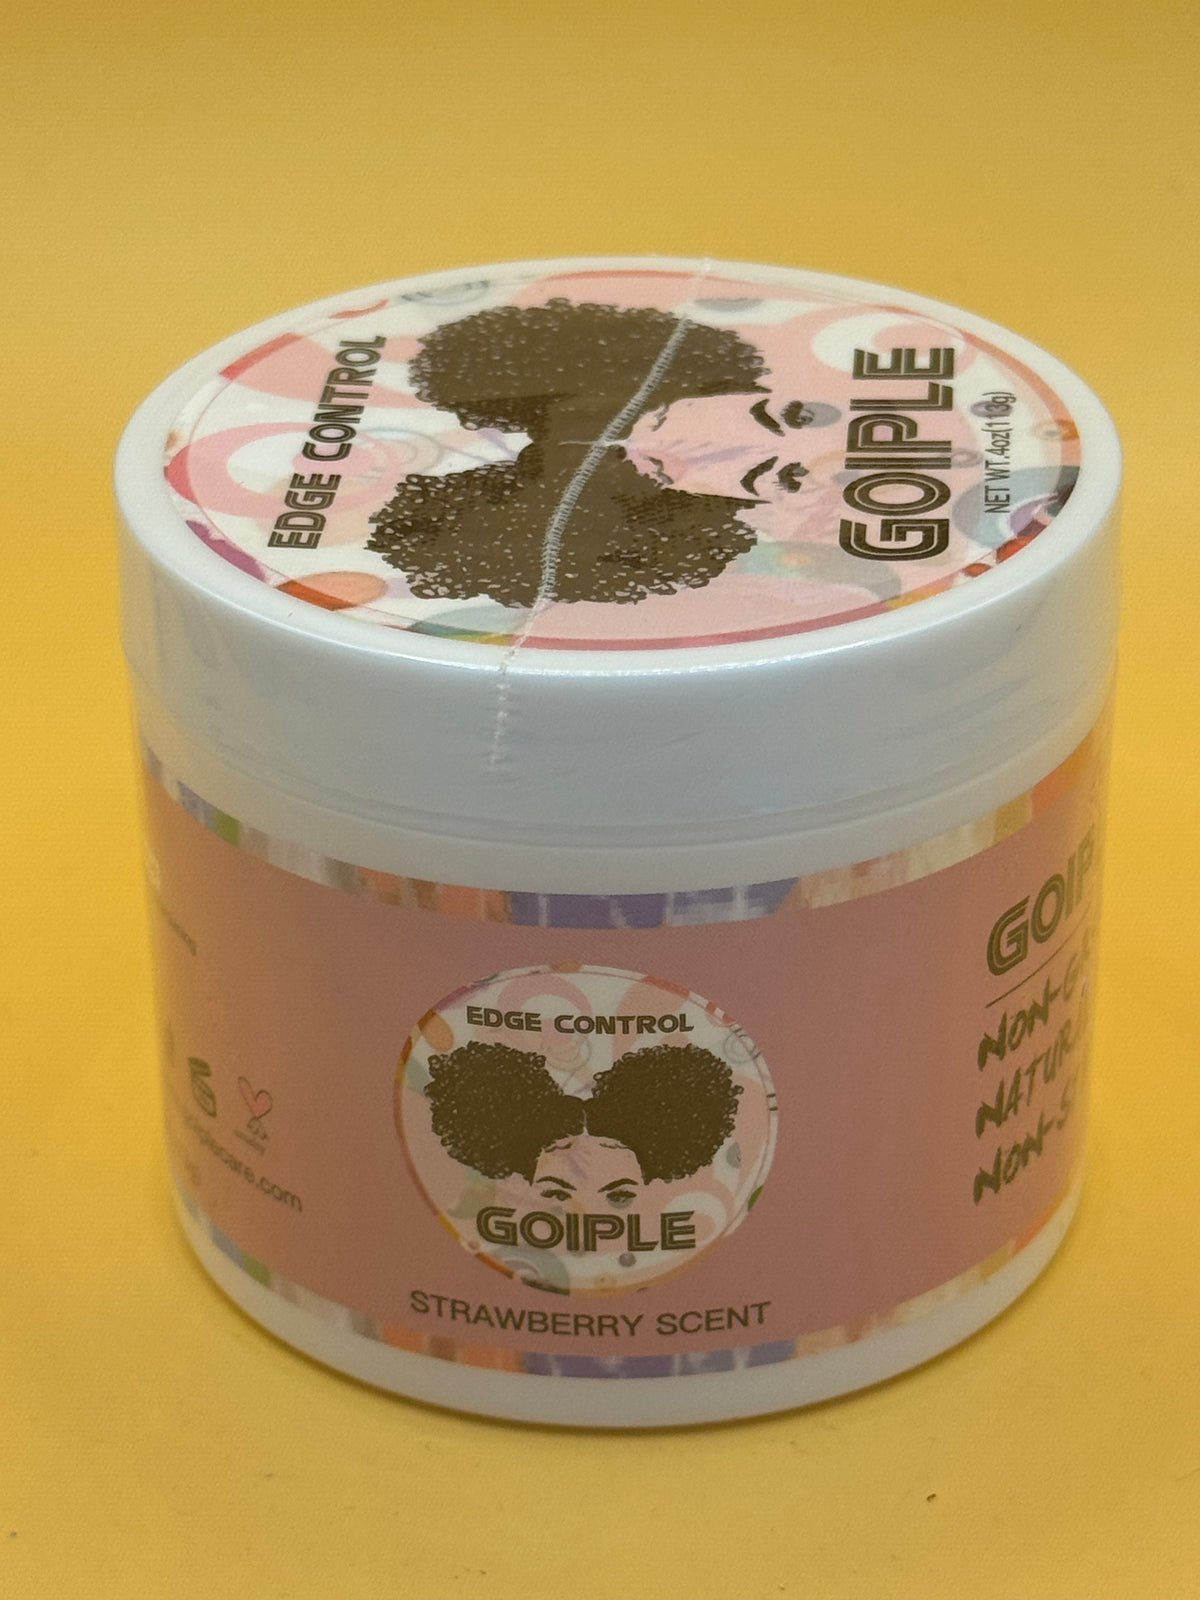 EDGE CONTROL
GOIPLE
NET WT.4oz(113g)
EDGE CONTROL
GOIPLE
STRAWBERRY SCENT